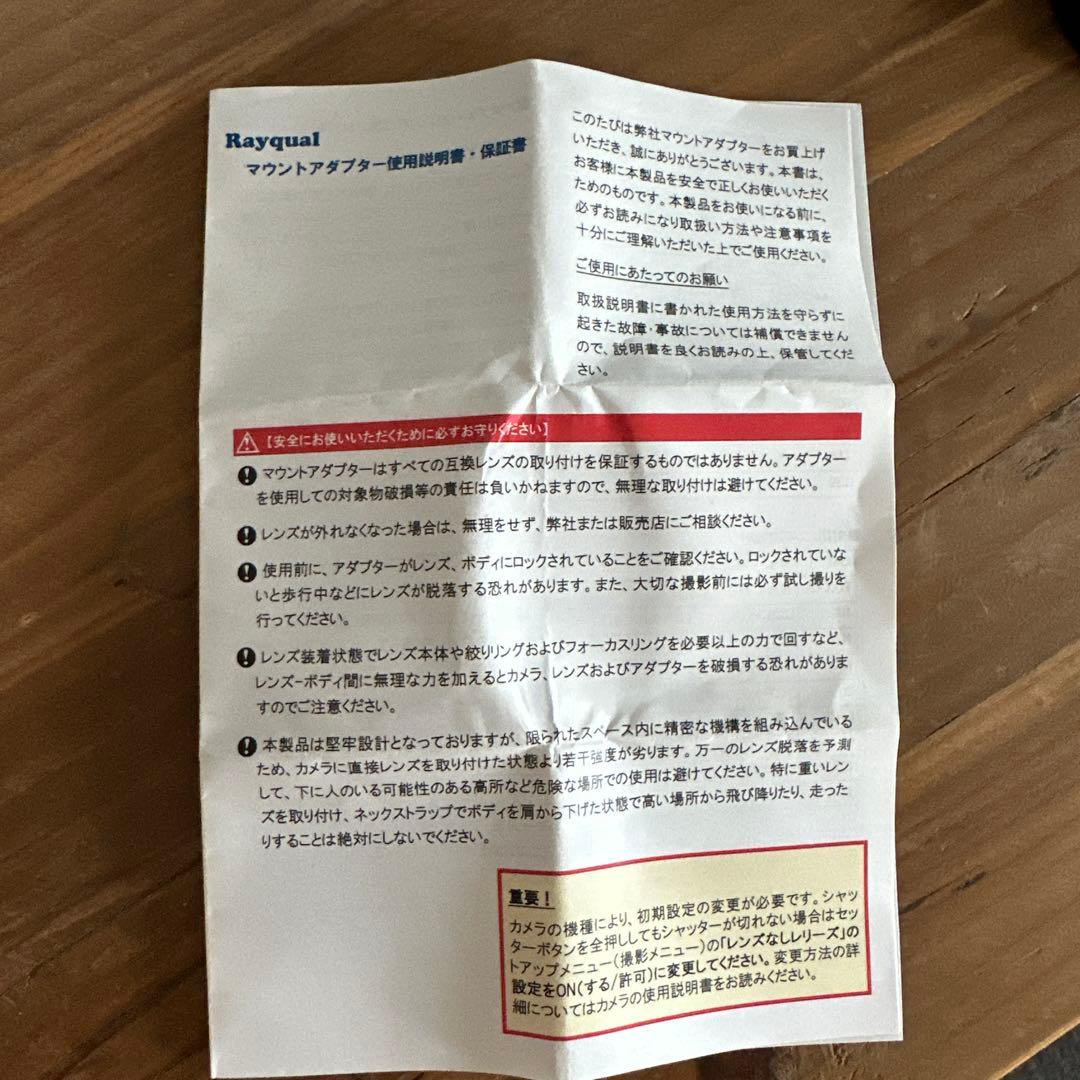 Rayqual
マウントアダプター使用説明書・保証書
このたびは弊社マウントアダプターをお買上げ
いただき、誠にありがとうございます。本書は、
お客様に本製品を安全で正しくお使いいただく
ためのものです。本製品をお使いになる前に、
必ずお読みになり取扱い方法や注意事項を
十分にご理解いただいた上でご使用ください。
ご使用にあたってのお願い
取扱説明書に書かれた使用方法を守らずに
起きた故障・事故については補償できません
ので、説明書を良くお読みの上、保管してくだ
さい。
【安全にお使いいただくために必ずお守りください】
マウントアダプターはすべての互換レンズの取り付けを保証するものではありません。アダプター
を使用しての対象物破損等の責任は負いかねますので、無理な取り付けは避けてください。
レンズが外れなくなった場合は、無理をせず、弊社または販売店にご相談ください。
使用前に、アダプターがレンズ、ボディにロックされていることをご確認ください。ロックされていな
いと歩行中などにレンズが脱落する恐れがあります。また、大切な撮影前には必ず試し撮りを
行ってください。
レンズ装着状態でレンズ本体や絞りリングおよびフォーカスリングを必要以上の力で回すなど、
レンズ-ボディ間に無理な力を加えるとカメラ、レンズおよびアダプターを破損する恐れがありま
すのでご注意ください。
本製品は堅牢設計となっておりますが、限られたスペース内に精密な機構を組み込んでいる
ため、カメラに直接レンズを取り付けた状態より若干強度が劣ります。万一のレンズ脱落を予測
して、下に人のいる可能性のある高所など危険な場所での使用は避けてください。特に重いレン
ズを取り付け、ネックストラップでボディを肩から下げた状態で高い場所から飛び降りたり、走った
りすることは絶対にしないでください。
重要！
カメラの機種により、初期設定の変更が必要です。シャッ
ターボタンを全押ししてもシャッターが切れない場合はセッ
トアップメニュー(撮影メニュー)の「レンズなしレリーズ」の
設定をON(する/許可)に変更してください。変更方法の詳
細についてはカメラの使用説明書をお読みください。